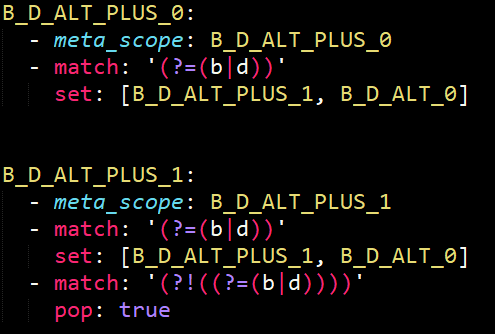 B_D_ALT_PLUS_0:
- meta_scope: B_D_ALT_PLUS_0
- match: '(?=(b|d))'
set: [B_D_ALT_PLUS_1, B_D_ALT_0]
B_D_ALT_PLUS_1:
- meta_scope: B_D_ALT_PLUS_1
- match: '(?=(b|d))'
set: [B_D_ALT_PLUS_1, B_D_ALT_0]
- match: '(?!((?=(b|d))))'
pop: true